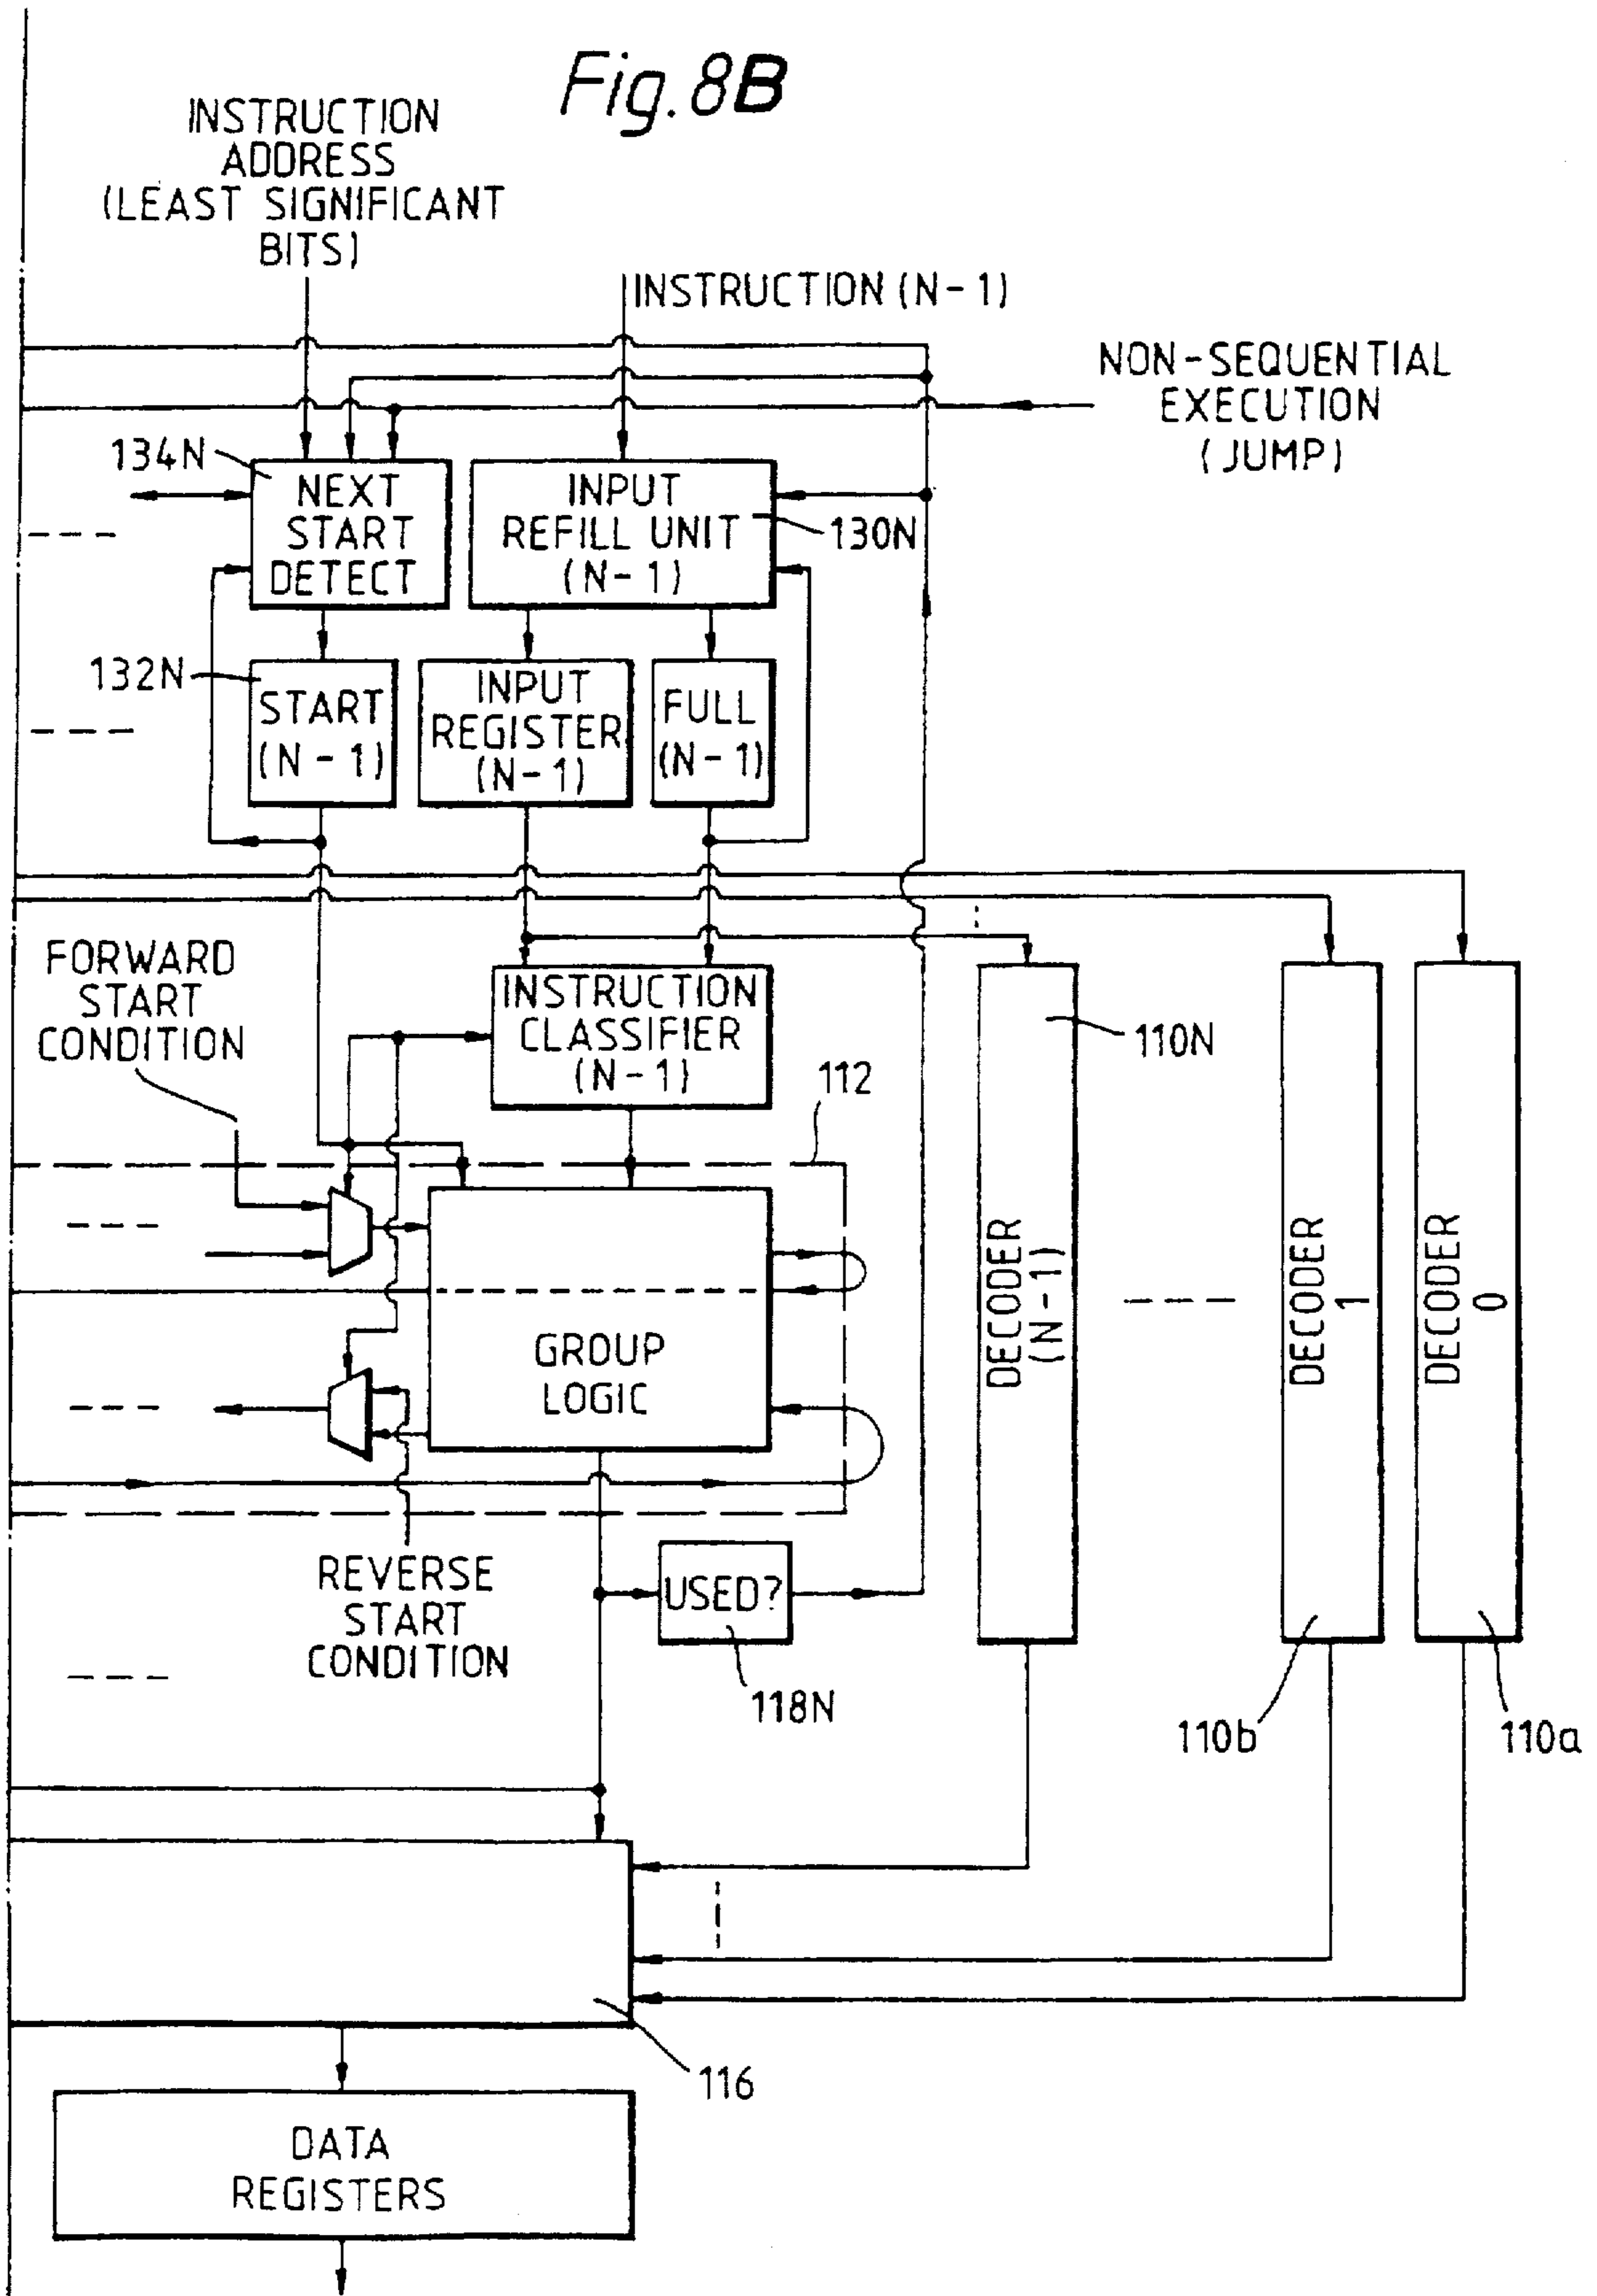 Fig. 8B
INSTRUCTION
ADDRESS
(LEAST SIGNIFICANT
BITS)
INSTRUCTION (N-1)
NON-SEQUENTIAL
EXECUTION
(JUMP)
134N
NEXT
START
DETECT
INPUT
REFILL UNIT
(N-1)
130N
132N
START
(N-1)
INPUT
REGISTER
(N-1)
FULL
(N-1)
FORWARD
START
CONDITION
INSTRUCTION
CLASSIFIER
(N-1)
110N
112
GROUP
LOGIC
DECODER
(N-1)
DECODER
1
DECODER
0
REVERSE
START
CONDITION
USED?
118N
110b
110a
116
DATA
REGISTERS